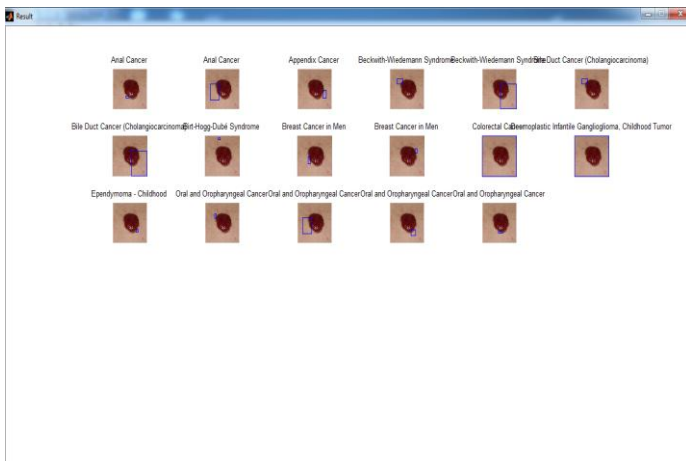 Result
Anal Cancer
Anal Cancer
Appendix Cancer
Beckwith-Wiedemann Syndrome
Beckwith-Wiedemann Syndrome
Bile Duct Cancer (Cholangiocarcinoma)
Bile Duct Cancer (Cholangiocarcinoma)
Birt-Hogg-Dubé Syndrome
Breast Cancer in Men
Breast Cancer in Men
Colorectal Cancer
Desmoplastic Infantile Ganglioglioma, Childhood Tumor
Ependymoma - Childhood
Oral and Oropharyngeal Cancer
Oral and Oropharyngeal Cancer
Oral and Oropharyngeal Cancer
Oral and Oropharyngeal Cancer